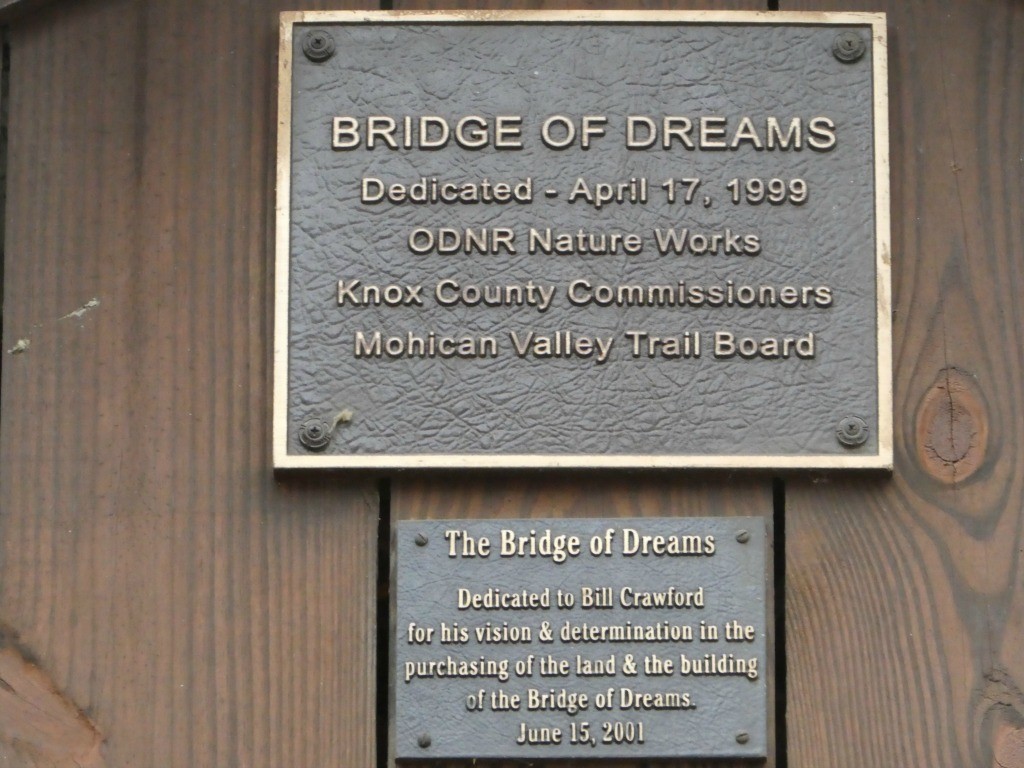 BRIDGE OF DREAMS
Dedicated - April 17, 1999
ODNR Nature Works
Knox County Commissioners
Mohican Valley Trail Board
The Bridge of Dreams
Dedicated to Bill Crawford
for his vision & determination in the
purchasing of the land & the building
of the Bridge of Dreams.
June 15, 2001